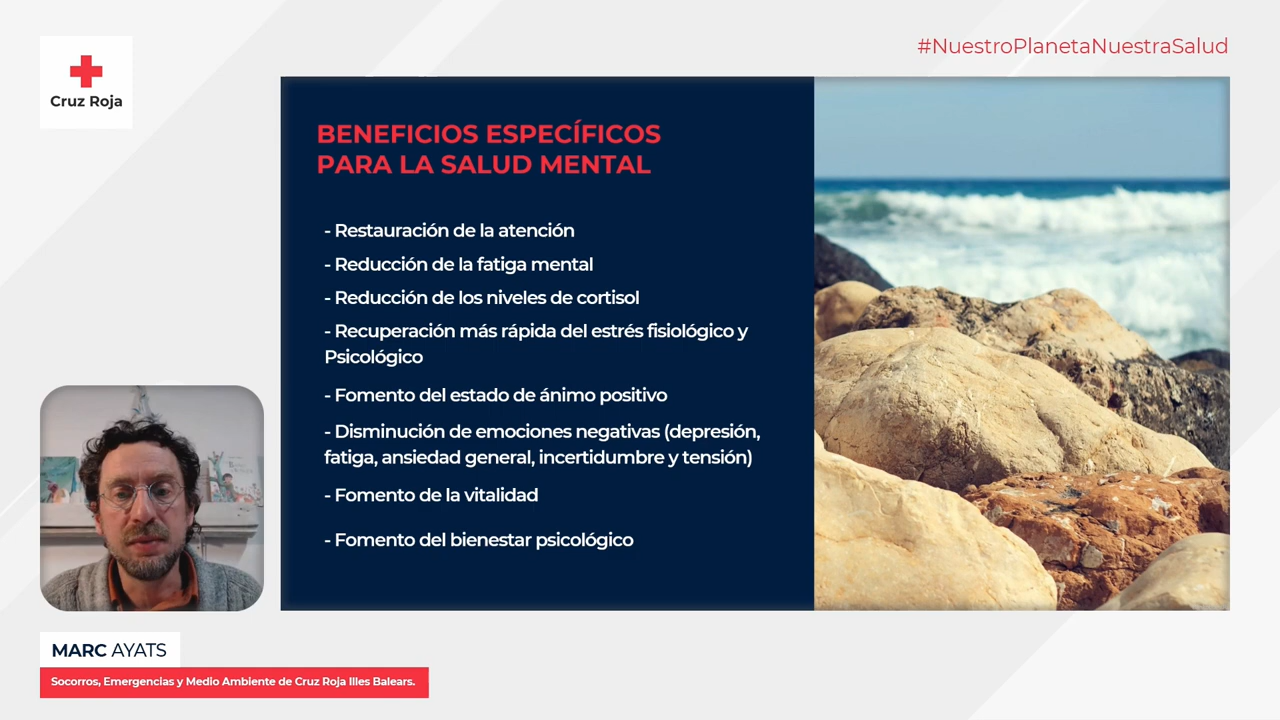 #NuestroPlanetaNuestraSalud
Cruz Roja
BENEFICIOS ESPECÍFICOS
PARA LA SALUD MENTAL
- Restauración de la atención
- Reducción de la fatiga mental
- Reducción de los niveles de cortisol
- Recuperación más rápida del estrés fisiológico y
Psicológico
- Fomento del estado de ánimo positivo
- Disminución de emociones negativas (depresión,
fatiga, ansiedad general, incertidumbre y tensión)
- Fomento de la vitalidad
- Fomento del bienestar psicológico
MARC AYATS
Socorros, Emergencias y Medio Ambiente de Cruz Roja Illes Balears.